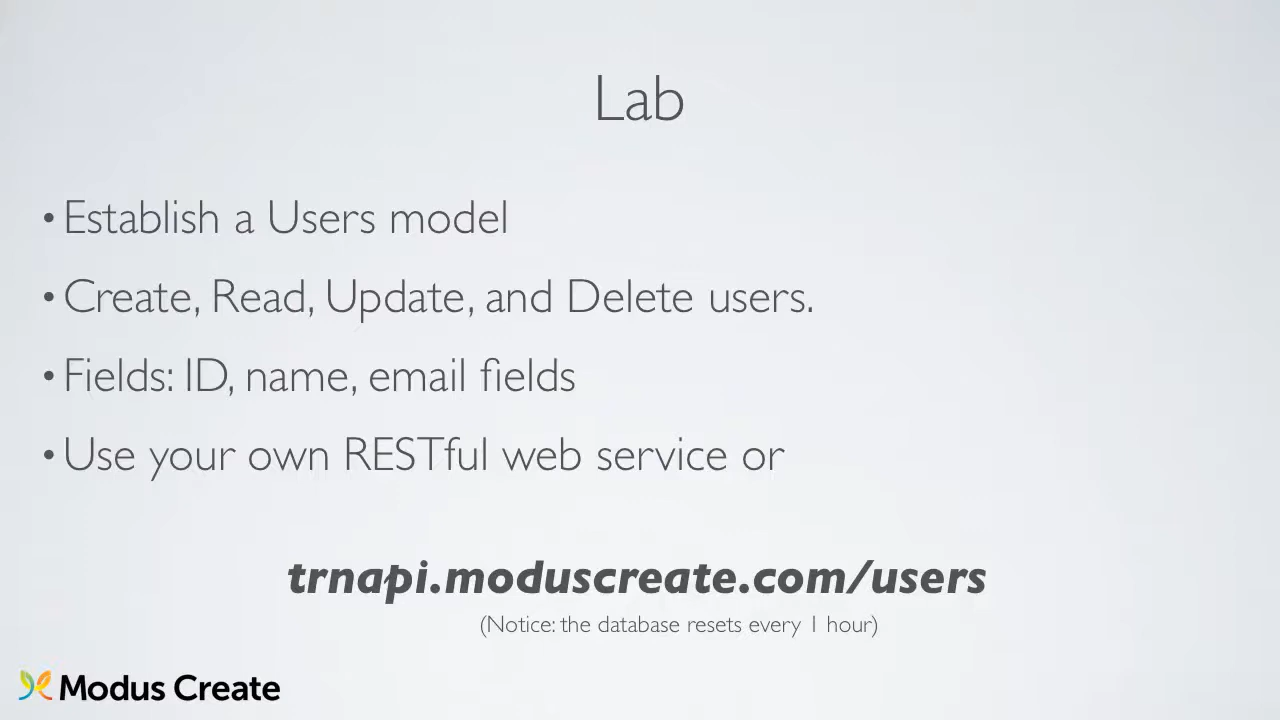 Lab
• Establish a Users model
• Create, Read, Update, and Delete users.
• Fields: ID, name, email fields
• Use your own RESTful web service or
trnapi.moduscreate.com/users
(Notice: the database resets every 1 hour)
Modus Create